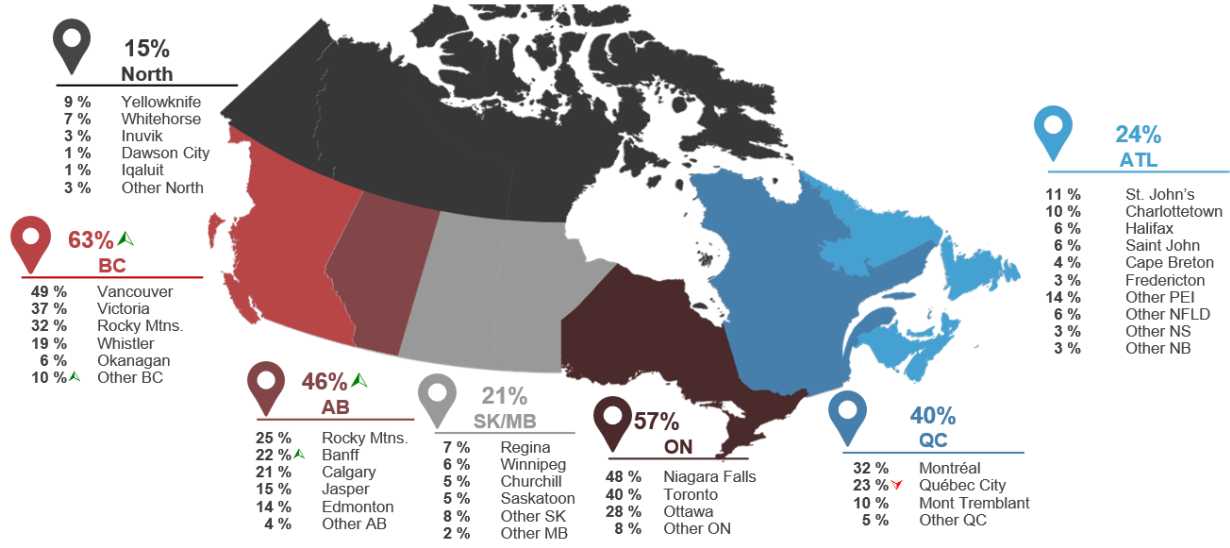 15%
North
9 % Yellowknife
7 % Whitehorse
3 % Inuvik
1 % Dawson City
1 % Iqaluit
3 % Other North
63%
BC
49 % Vancouver
37 % Victoria
32 % Rocky Mtns.
19 % Whistler
6 % Okanagan
10 % Other BC
46%
AB
25 % Rocky Mtns.
22 % Banff
21 % Calgary
15 % Jasper
14 % Edmonton
4 % Other AB
21%
SK/MB
7 % Regina
6 % Winnipeg
5 % Churchill
5 % Saskatoon
8 % Other SK
2 % Other MB
57%
ON
48 % Niagara Falls
40 % Toronto
28 % Ottawa
8 % Other ON
40%
QC
32 % Montréal
23 % Québec City
10 % Mont Tremblant
5 % Other QC
24%
ATL
11 % St. John’s
10 % Charlottetown
6 % Halifax
6 % Saint John
4 % Cape Breton
3 % Fredericton
14 % Other PEI
6 % Other NFLD
3 % Other NS
3 % Other NB